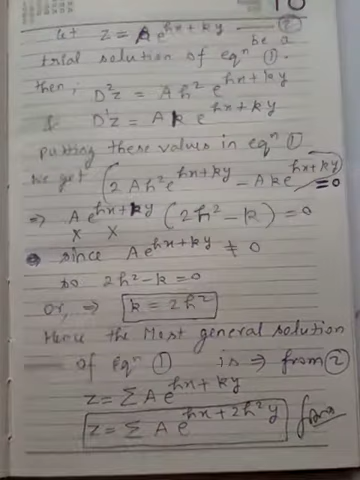 10
Let z = A e^{hx+ky} — ②
be a
trial solution of eqⁿ ①.
then;
D²z = A h² e^{hx+ky}
& D'z = A k e^{hx+ky}
putting these values in eqⁿ ①
we get (2Ah²e^{hx+ky} - Ake^{hx+ky}) = 0
⇒ A e^{hx+ky} (2h² - k) = 0
x x
⇒ since A e^{hx+ky} ≠ 0
so 2h² - k = 0
or, ⇒ k = 2h²
Hence the Most general solution
of eqⁿ ① is ⇒ from ②
z = Σ A e^{hx+ky}
z = Σ A e^{hx+2h²y}